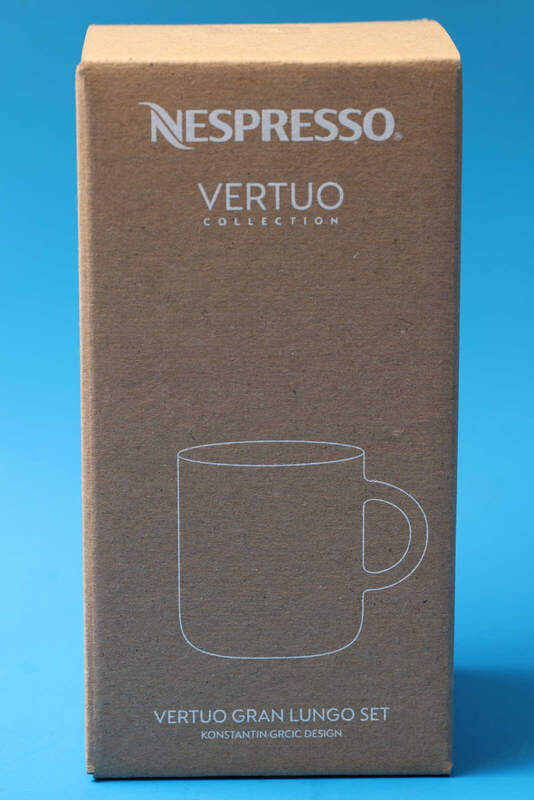 NESPRESSO®
VERTUO
COLLECTION
VERTUO GRAN LUNGO SET
KONSTANTIN GRCIC DESIGN